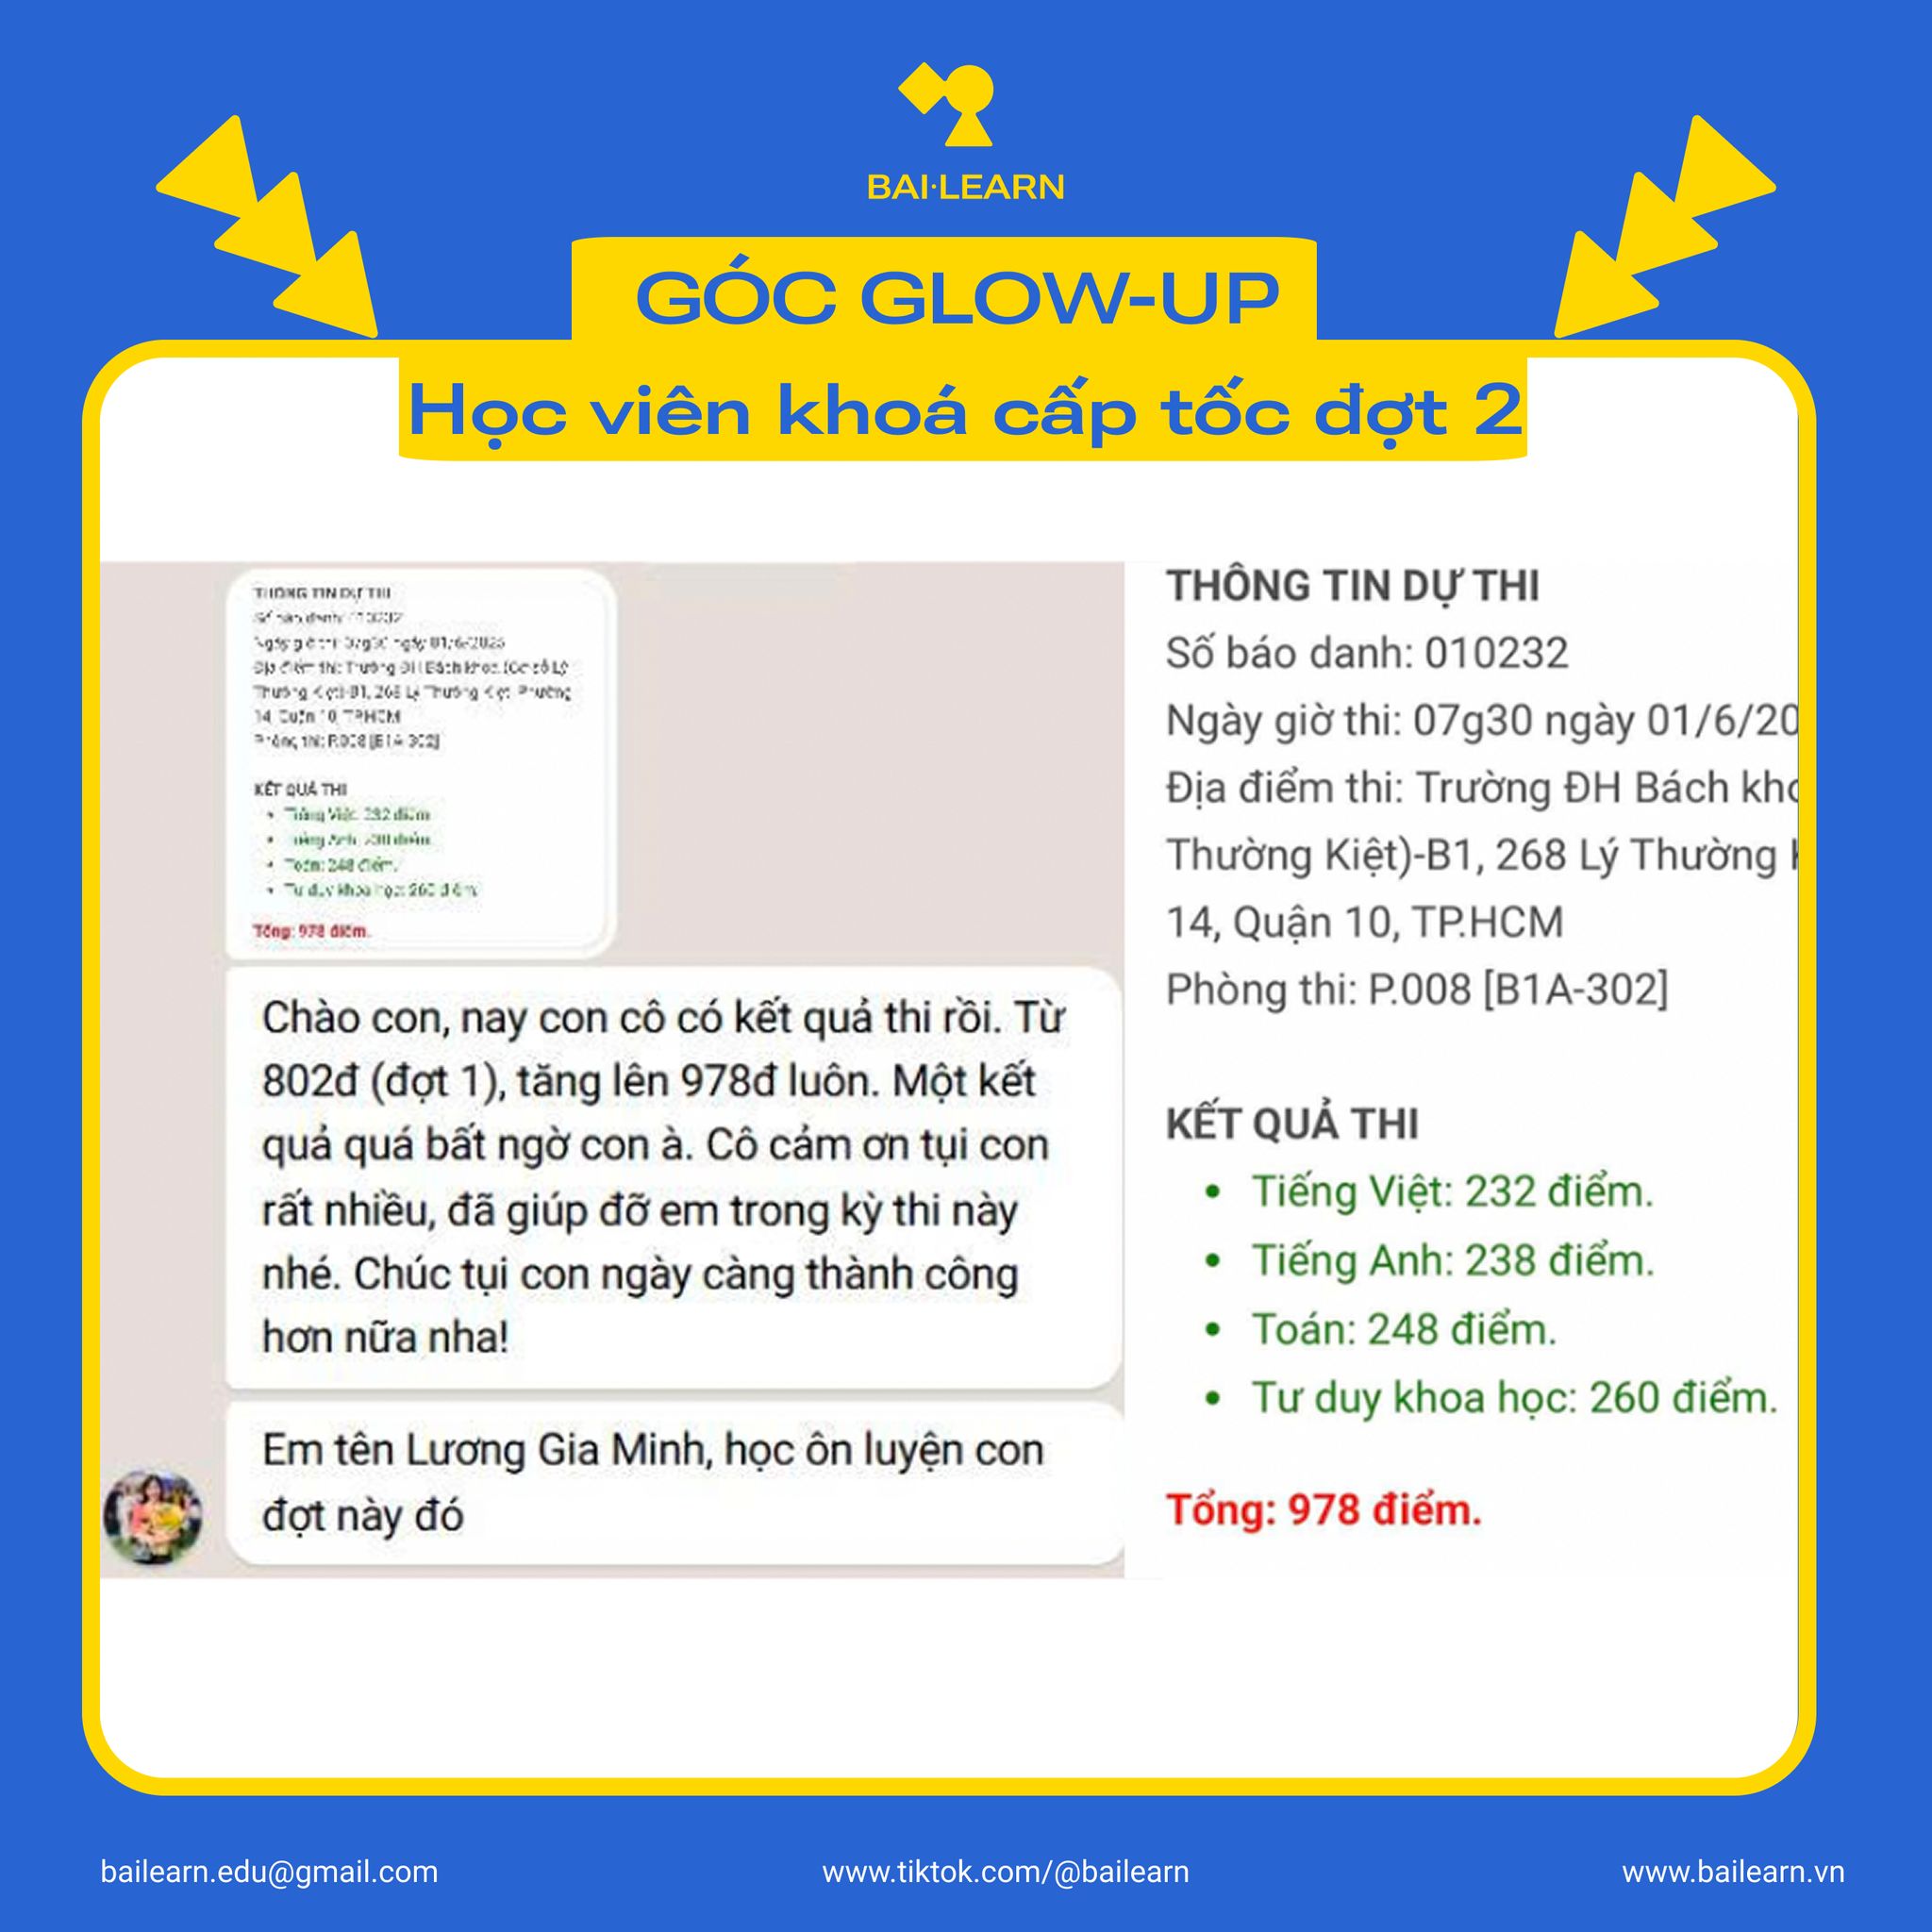 BAI·LEARN
GÓC GLOW-UP
Học viên khoá cấp tốc đợt 2
THÔNG TIN DỰ THI
Số báo danh: 010232
Ngày giờ thi: 07g30 ngày 01/6/2025
Địa điểm thi: Trường ĐH Bách khoa (Cơ sở Lý
Thường Kiệt)-B1, 268 Lý Thường Kiệt, Phường
14, Quận 10, TP.HCM
Phòng thi: P.008 [B1A-302]
KẾT QUẢ THI
Tiếng Việt: 232 điểm.
Tiếng Anh: 238 điểm.
Toán: 248 điểm.
Tư duy khoa học: 260 điểm.
Tổng: 978 điểm.
Chào con, nay con cô có kết quả thi rồi. Từ
802đ (đợt 1), tăng lên 978đ luôn. Một kết
quả quá bất ngờ con à. Cô cảm ơn tụi con
rất nhiều, đã giúp đỡ em trong kỳ thi này
nhé. Chúc tụi con ngày càng thành công
hơn nữa nha!
Em tên Lương Gia Minh, học ôn luyện con
đợt này đó
THÔNG TIN DỰ THI
Số báo danh: 010232
Ngày giờ thi: 07g30 ngày 01/6/20
Địa điểm thi: Trường ĐH Bách kho
Thường Kiệt)-B1, 268 Lý Thường
14, Quận 10, TP.HCM
Phòng thi: P.008 [B1A-302]
KẾT QUẢ THI
• Tiếng Việt: 232 điểm.
• Tiếng Anh: 238 điểm.
• Toán: 248 điểm.
• Tư duy khoa học: 260 điểm.
Tổng: 978 điểm.
bailearn.edu@gmail.com
www.tiktok.com/@bailearn
www.bailearn.vn